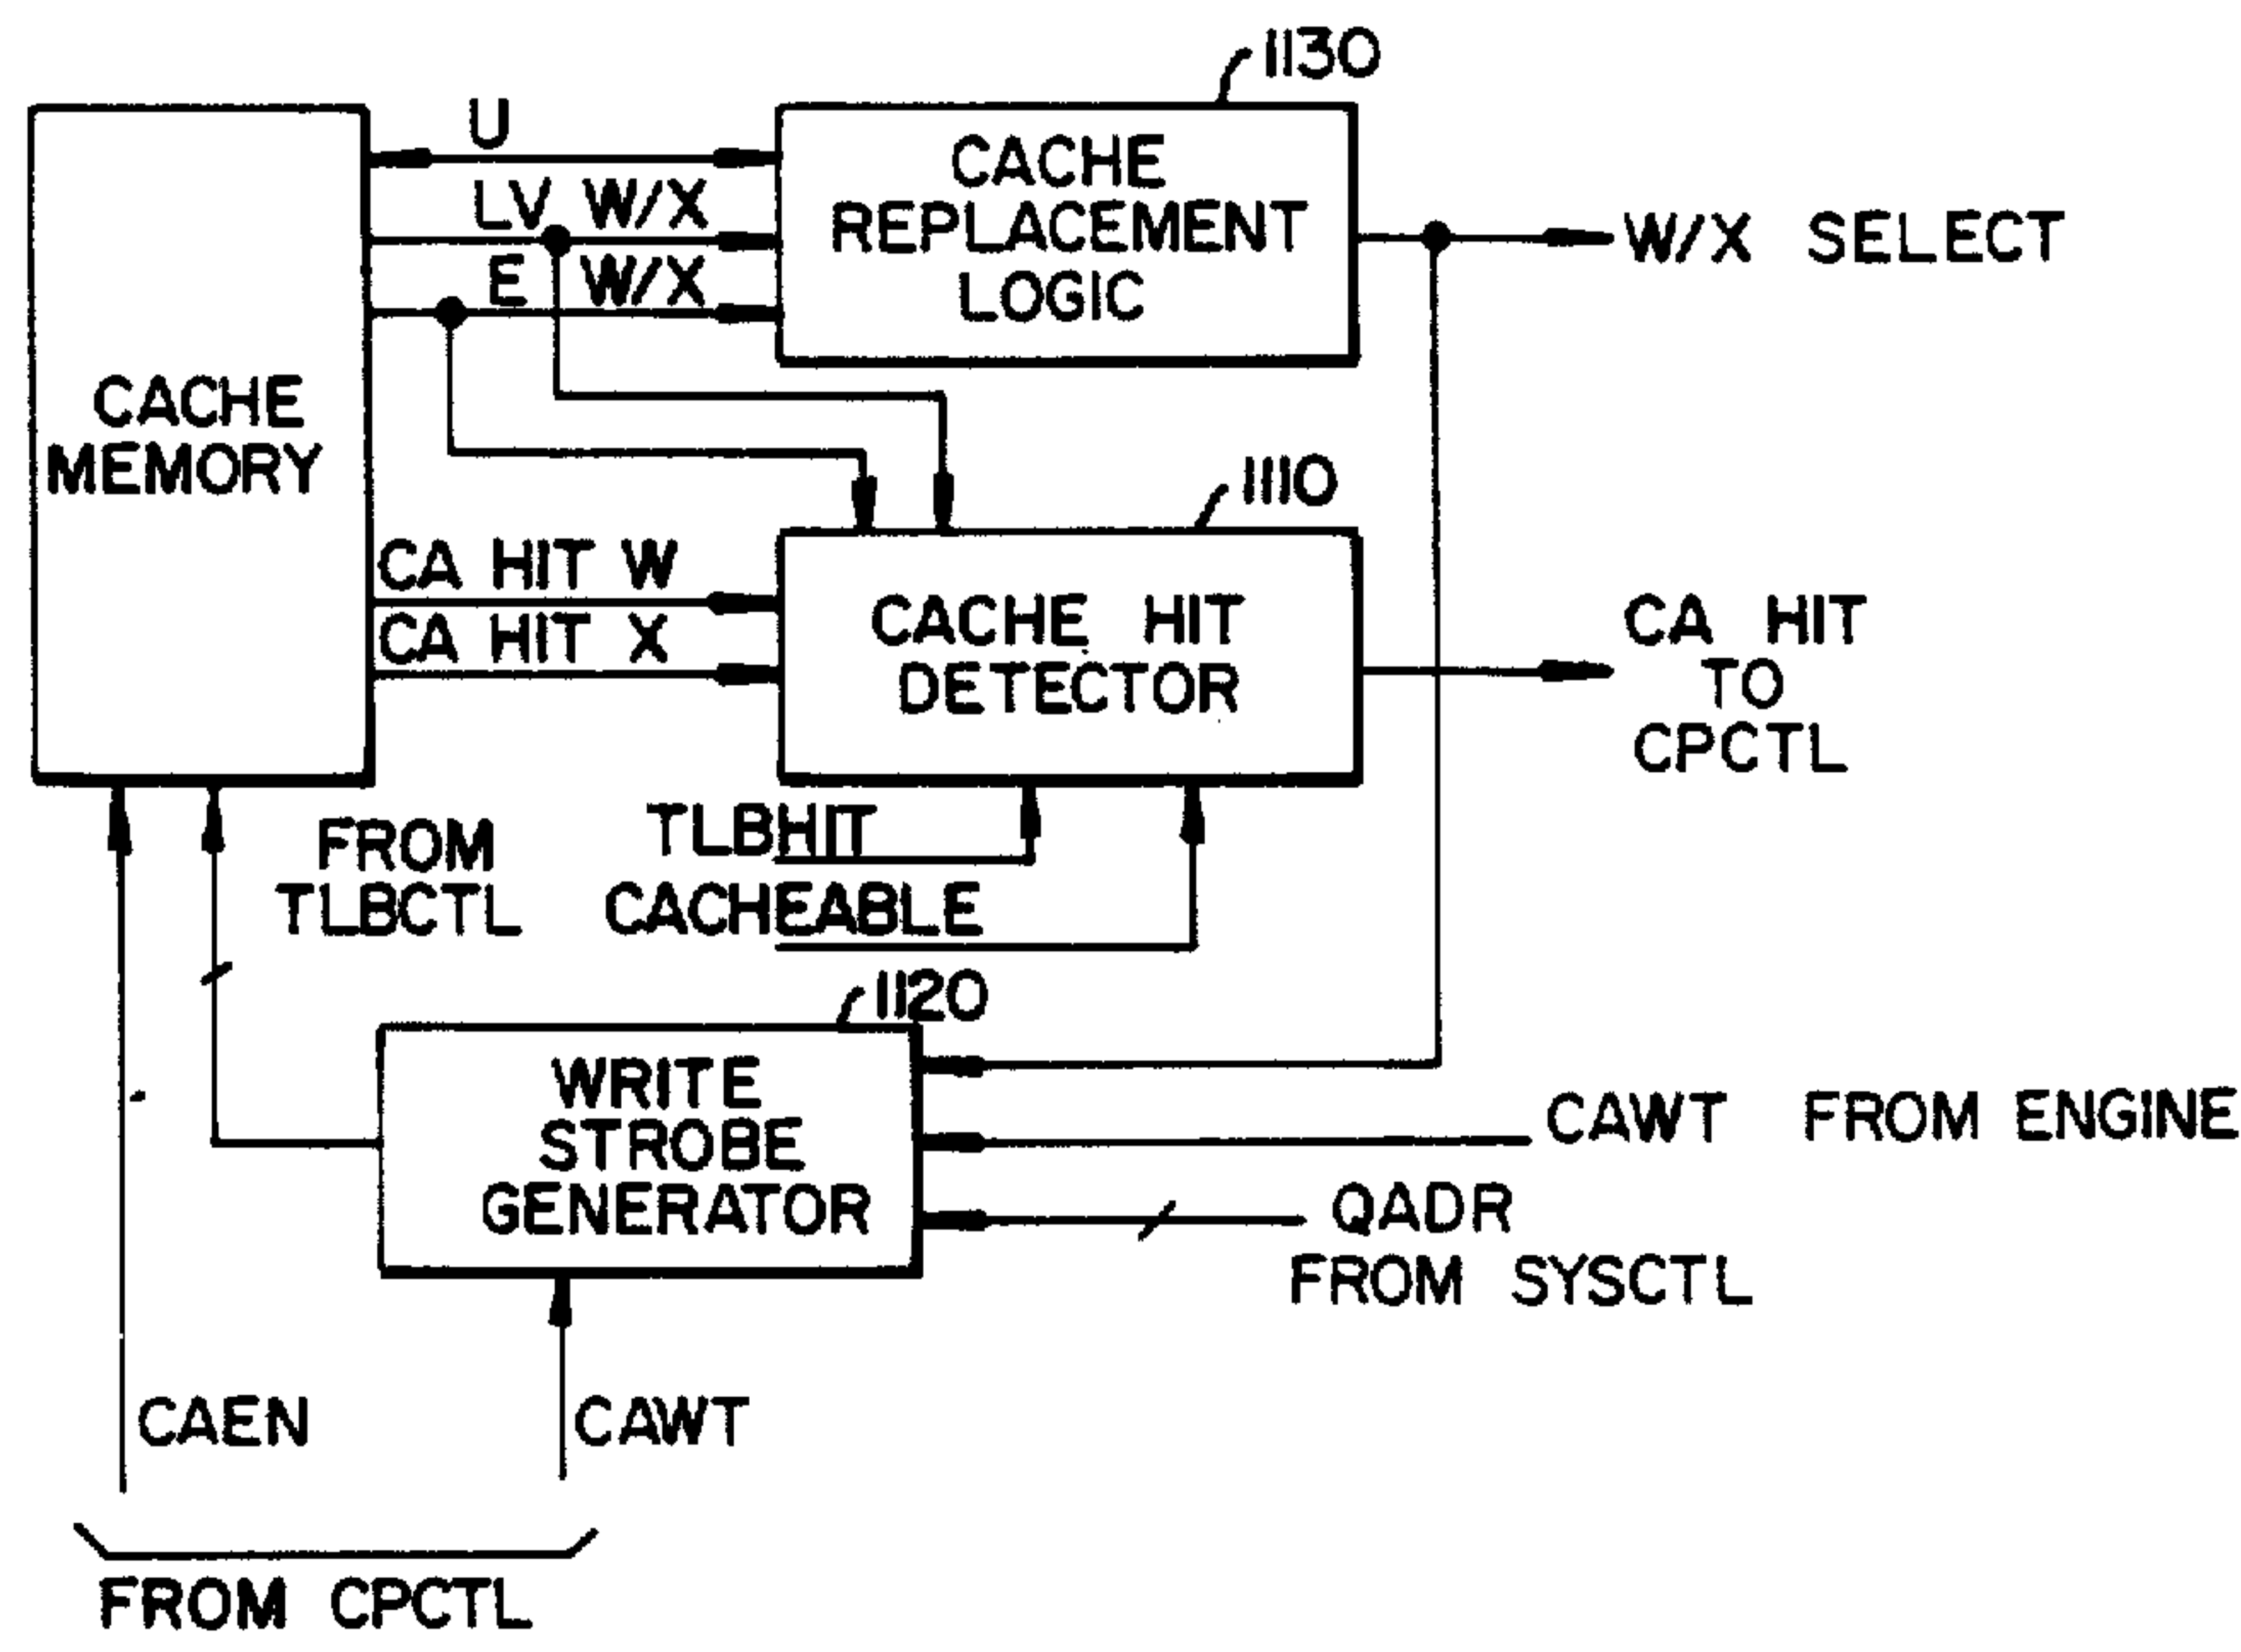 1130
U
LV W/X
E W/X
CACHE
REPLACEMENT
LOGIC
W/X SELECT
CACHE
MEMORY
1110
CA HIT W
CA HIT X
CACHE HIT
DETECTOR
CA HIT
TO
CPCTL
FROM
TLBCTL
TLBHIT
CACHEABLE
1120
WRITE
STROBE
GENERATOR
CAWT FROM ENGINE
QADR
FROM SYSCTL
CAEN
CAWT
FROM CPCTL